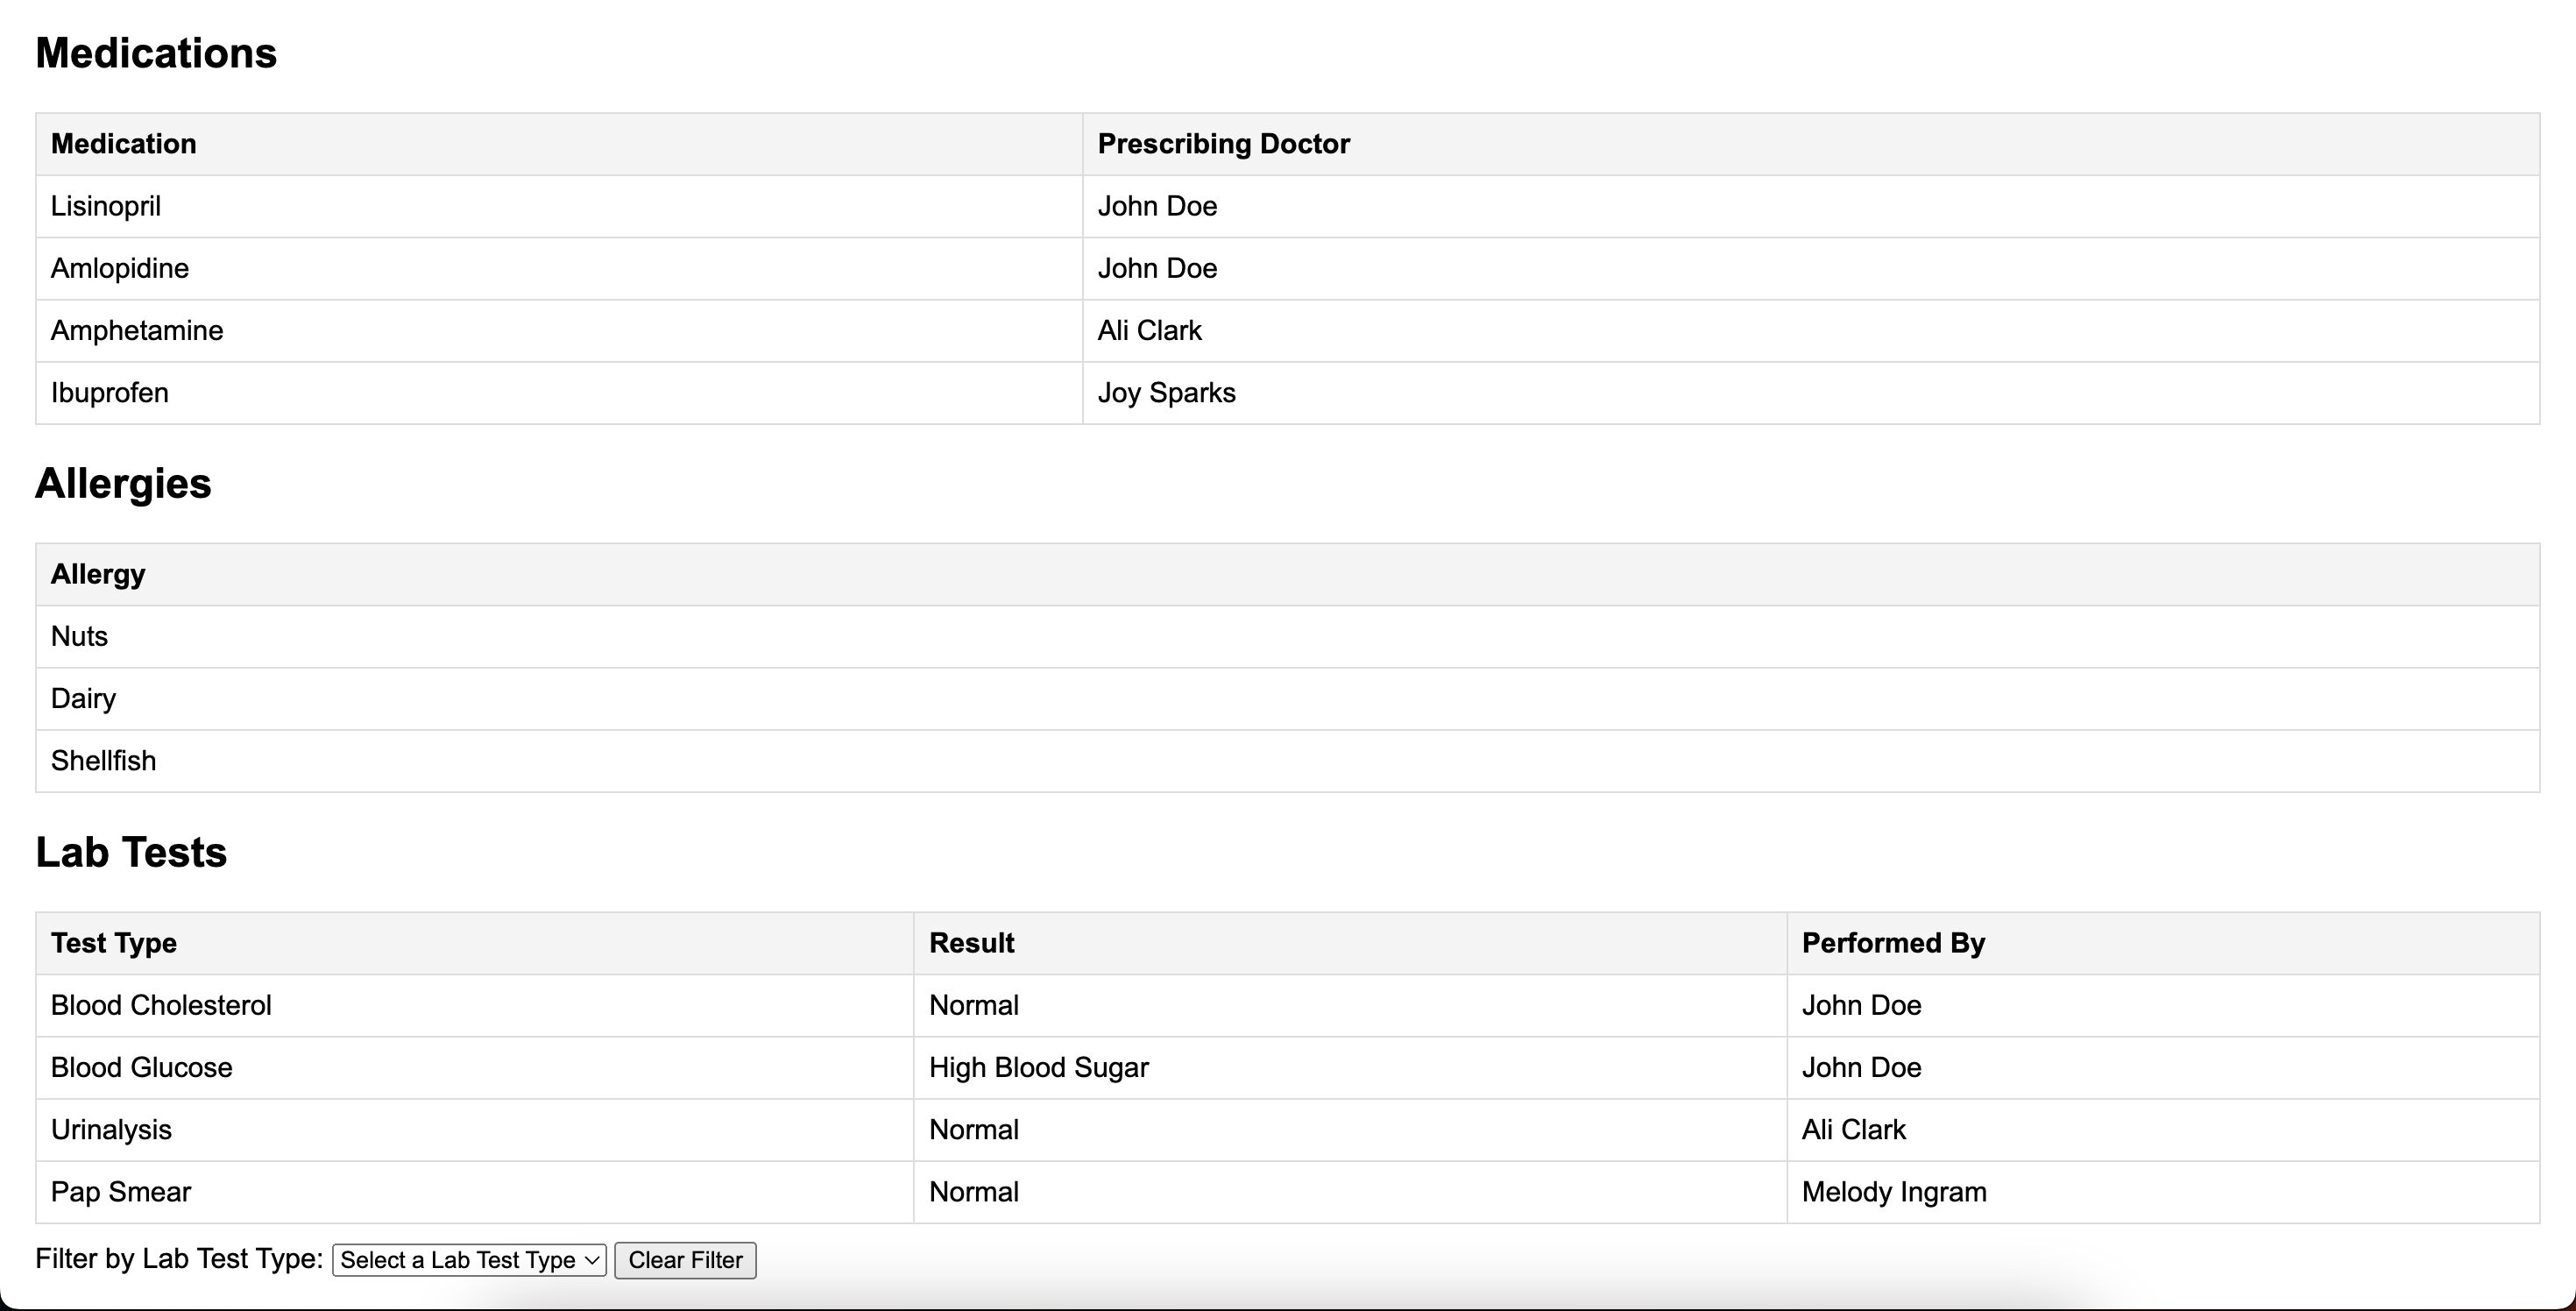 Medications
Medication Prescribing Doctor
Lisinopril John Doe
Amlopidine John Doe
Amphetamine Ali Clark
Ibuprofen Joy Sparks
Allergies
Allergy
Nuts
Dairy
Shellfish
Lab Tests
Test Type Result Performed By
Blood Cholesterol Normal John Doe
Blood Glucose High Blood Sugar John Doe
Urinalysis Normal Ali Clark
Pap Smear Normal Melody Ingram
Filter by Lab Test Type: Select a Lab Test Type Clear Filter